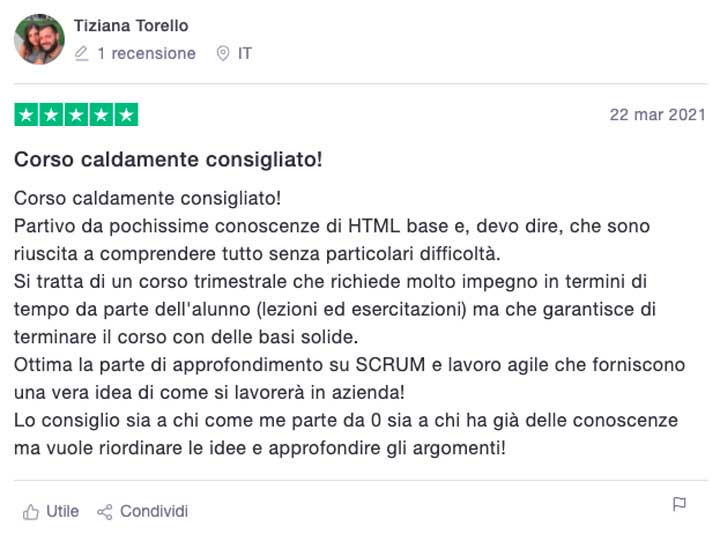 Tiziana Torello
1 recensione IT
22 mar 2021
Corso caldamente consigliato!
Corso caldamente consigliato!
Partivo da pochissime conoscenze di HTML base e, devo dire, che sono
riuscita a comprendere tutto senza particolari difficoltà.
Si tratta di un corso trimestrale che richiede molto impegno in termini di
tempo da parte dell'alunno (lezioni ed esercitazioni) ma che garantisce di
terminare il corso con delle basi solide.
Ottima la parte di approfondimento su SCRUM e lavoro agile che forniscono
una vera idea di come si lavorerà in azienda!
Lo consiglio sia a chi come me parte da 0 sia a chi ha già delle conoscenze
ma vuole riordinare le idee e approfondire gli argomenti!
Utile Condividi